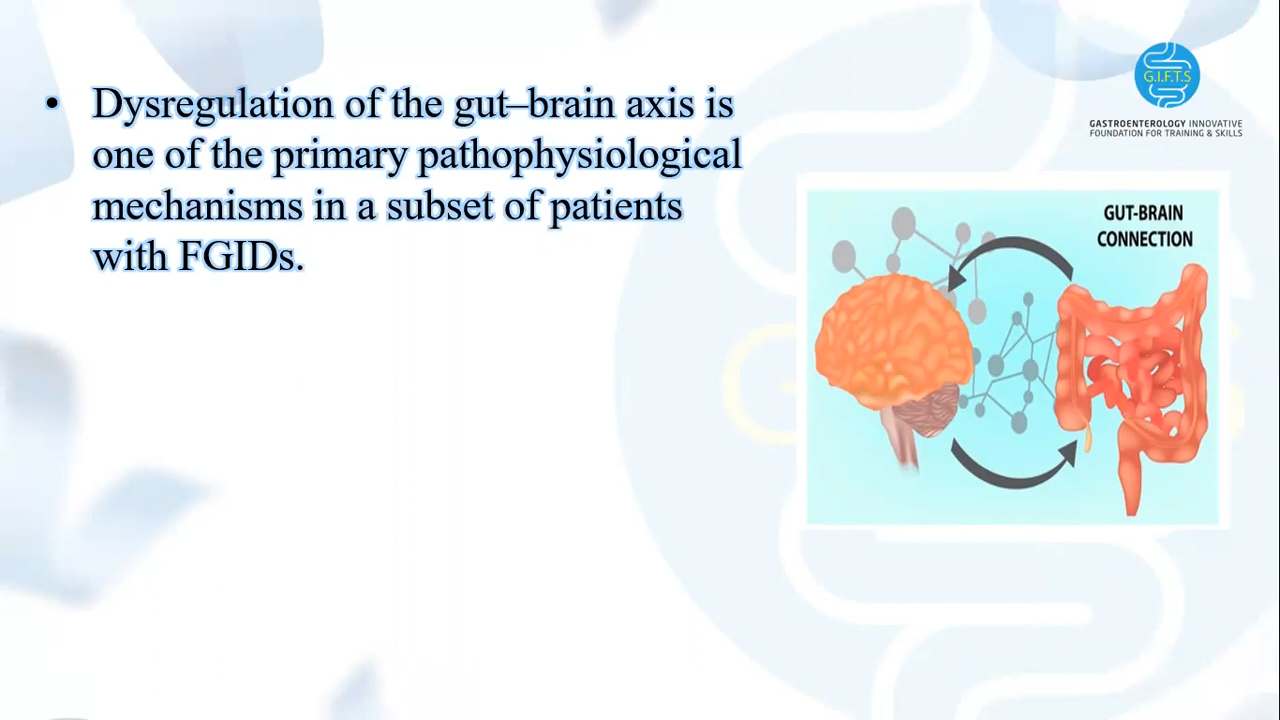 • Dysregulation of the gut–brain axis is
one of the primary pathophysiological
mechanisms in a subset of patients
with FGIDs.
G.I.F.T.S
GASTROENTEROLOGY INNOVATIVE
FOUNDATION FOR TRAINING & SKILLS
GUT-BRAIN
CONNECTION